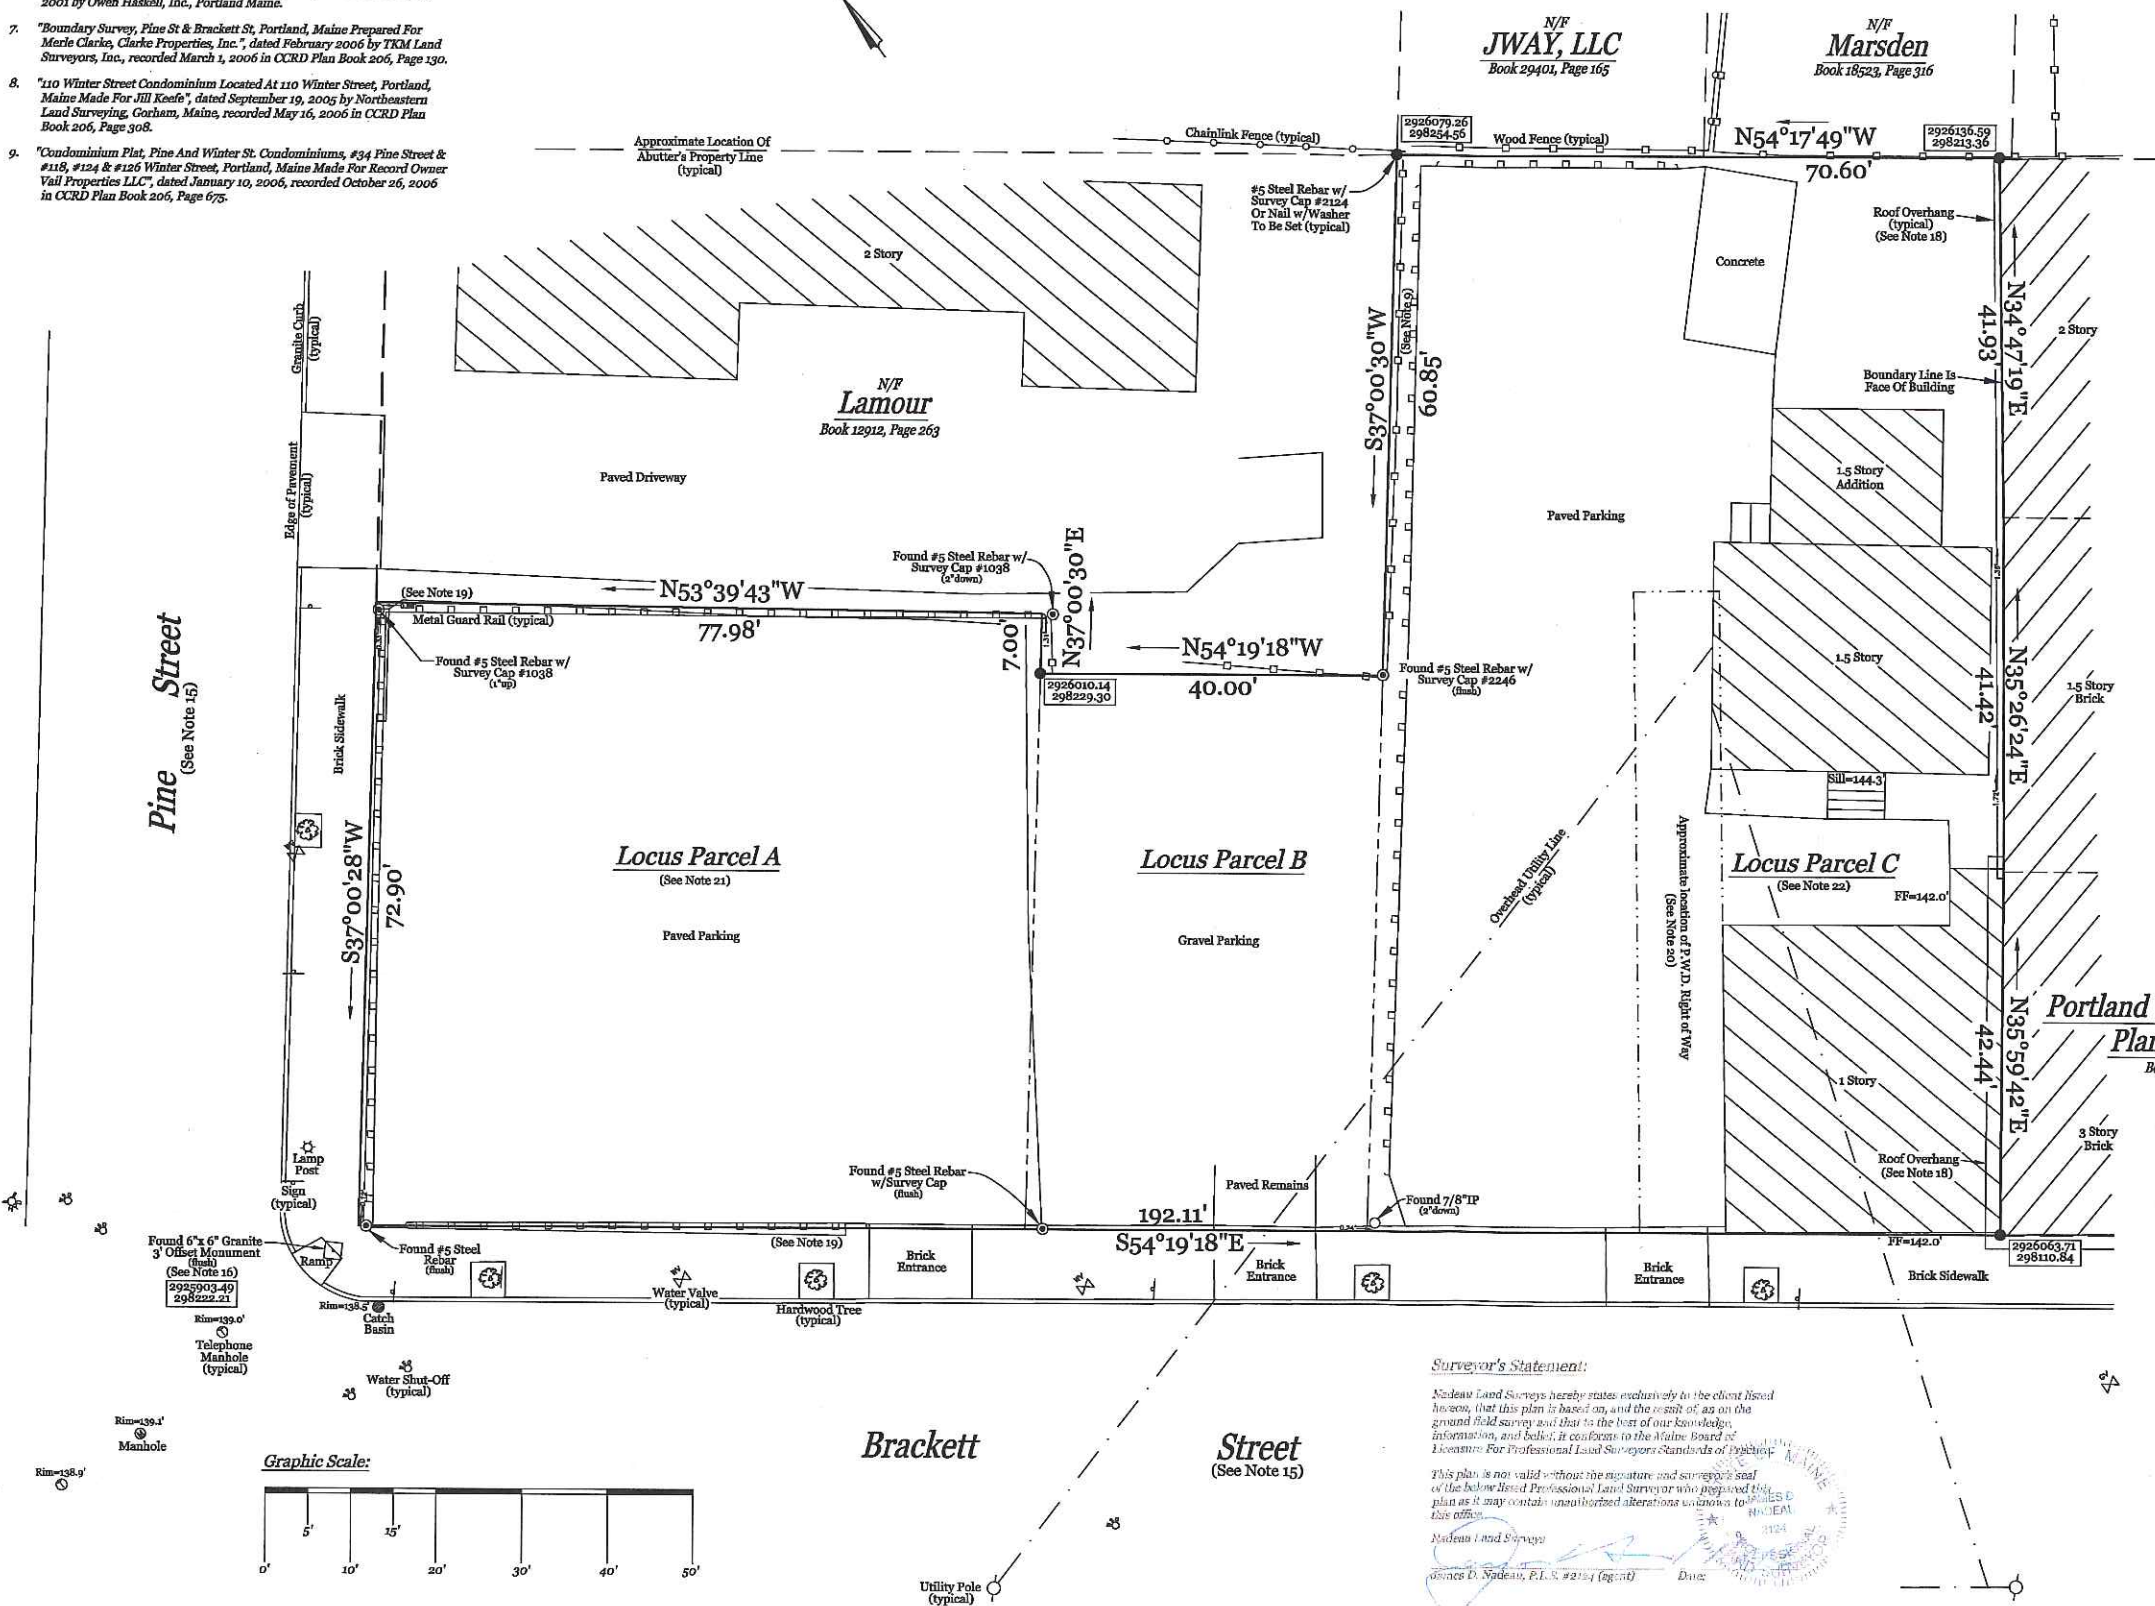 2001 by Owen Haskell, Inc., Portland Maine.
7. "Boundary Survey, Pine St & Brackett St, Portland, Maine Prepared For
Merle Clarke, Clarke Properties, Inc.", dated February 2006 by TKM Land
Surveyors, Inc., recorded March 1, 2006 in CCRD Plan Book 206, Page 130.
8. "110 Winter Street Condominium Located At 110 Winter Street, Portland,
Maine Made For Jill Keefe", dated September 19, 2005 by Northeastern
Land Surveying, Gorham, Maine, recorded May 16, 2006 in CCRD Plan
Book 206, Page 308.
9. "Condominium Plat, Pine And Winter St. Condominiums, #34 Pine Street &
#118, #124 & #126 Winter Street, Portland, Maine Made For Record Owner
Vail Properties LLC", dated January 10, 2006, recorded October 26, 2006
in CCRD Plan Book 206, Page 675.
N/F
JWAY, LLC
Book 29401, Page 165
N/F
Marsden
Book 18523, Page 316
Approximate Location Of
Abutter's Property Line
(typical)
Chainlink Fence (typical)
2926079.26
298254.56
Wood Fence (typical)
N54°17'49"W
70.60'
2926136.59
298213.36
#5 Steel Rebar w/
Survey Cap #2124
Or Nail w/Washer
To Be Set (typical)
Roof Overhang
(typical)
(See Note 18)
2 Story
Concrete
Granite Curb
(typical)
S37°00'30"W
60.85'
(See Note 9)
N34°47'19"E
41.93'
2 Story
Boundary Line Is
Face Of Building
N/F
Lamour
Book 12912, Page 263
Edge of Pavement
(typical)
Paved Driveway
1.5 Story
Addition
Paved Parking
Found #5 Steel Rebar w/
Survey Cap #1038
(2"down)
N37°00'30"E
7.00'
(See Note 19)
N53°39'43"W
77.98'
Metal Guard Rail (typical)
Found #5 Steel Rebar w/
Survey Cap #1038
(1"up)
N54°19'18"W
40.00'
2926010.14
298229.30
Found #5 Steel Rebar w/
Survey Cap #2246
(flush)
1.5 Story
N35°26'24"E
41.42'
1.5 Story
Brick
Pine Street
(See Note 15)
Brick Sidewalk
Sill=144.3'
S37°00'28"W
72.90'
Locus Parcel A
(See Note 21)
Paved Parking
Locus Parcel B
Gravel Parking
Overhead Utility Line
(typical)
Approximate location of P.W.D. Right of Way
(See Note 20)
Locus Parcel C
(See Note 22)
FF=142.0'
N35°59'42"E
42.44'
Portland
1 Story
3 Story
Brick
Lamp
Post
Sign
(typical)
Found #5 Steel Rebar
w/Survey Cap
(flush)
Paved Remains
Found 7/8"IP
(2"down)
Roof Overhang
(See Note 18)
192.11'
S54°19'18"E
Found 6"x 6" Granite
3' Offset Monument
(flush)
(See Note 16)
2925903.49
298222.21
Ramp
Found #5 Steel
Rebar
(flush)
(See Note 19)
Brick
Entrance
Brick
Entrance
Brick
Entrance
FF=142.0'
2926063.71
298110.84
Brick Sidewalk
Rim=138.5'
Catch
Basin
Water Valve
(typical)
Hardwood Tree
(typical)
Rim=139.0'
Telephone
Manhole
(typical)
Water Shut-Off
(typical)
Rim=139.1'
Manhole
Rim=138.9'
Brackett Street
(See Note 15)
Graphic Scale:
5' 15'
0' 10' 20' 30' 40' 50'
Utility Pole
(typical)
Surveyor's Statement:
Nadeau Land Surveys hereby states exclusively to the client listed
hereon, that this plan is based on, and the result of, an on the
ground field survey and that to the best of our knowledge,
information, and belief, it conforms to the Maine Board of
Licensure For Professional Land Surveyors Standards of Practice.
This plan is not valid without the signature and surveyor's seal
of the below listed Professional Land Surveyor who prepared this
plan as it may contain unauthorized alterations unknown to
this office.
Nadeau Land Surveys
James D. Nadeau, P.L.S. #2124 (agent) Date: